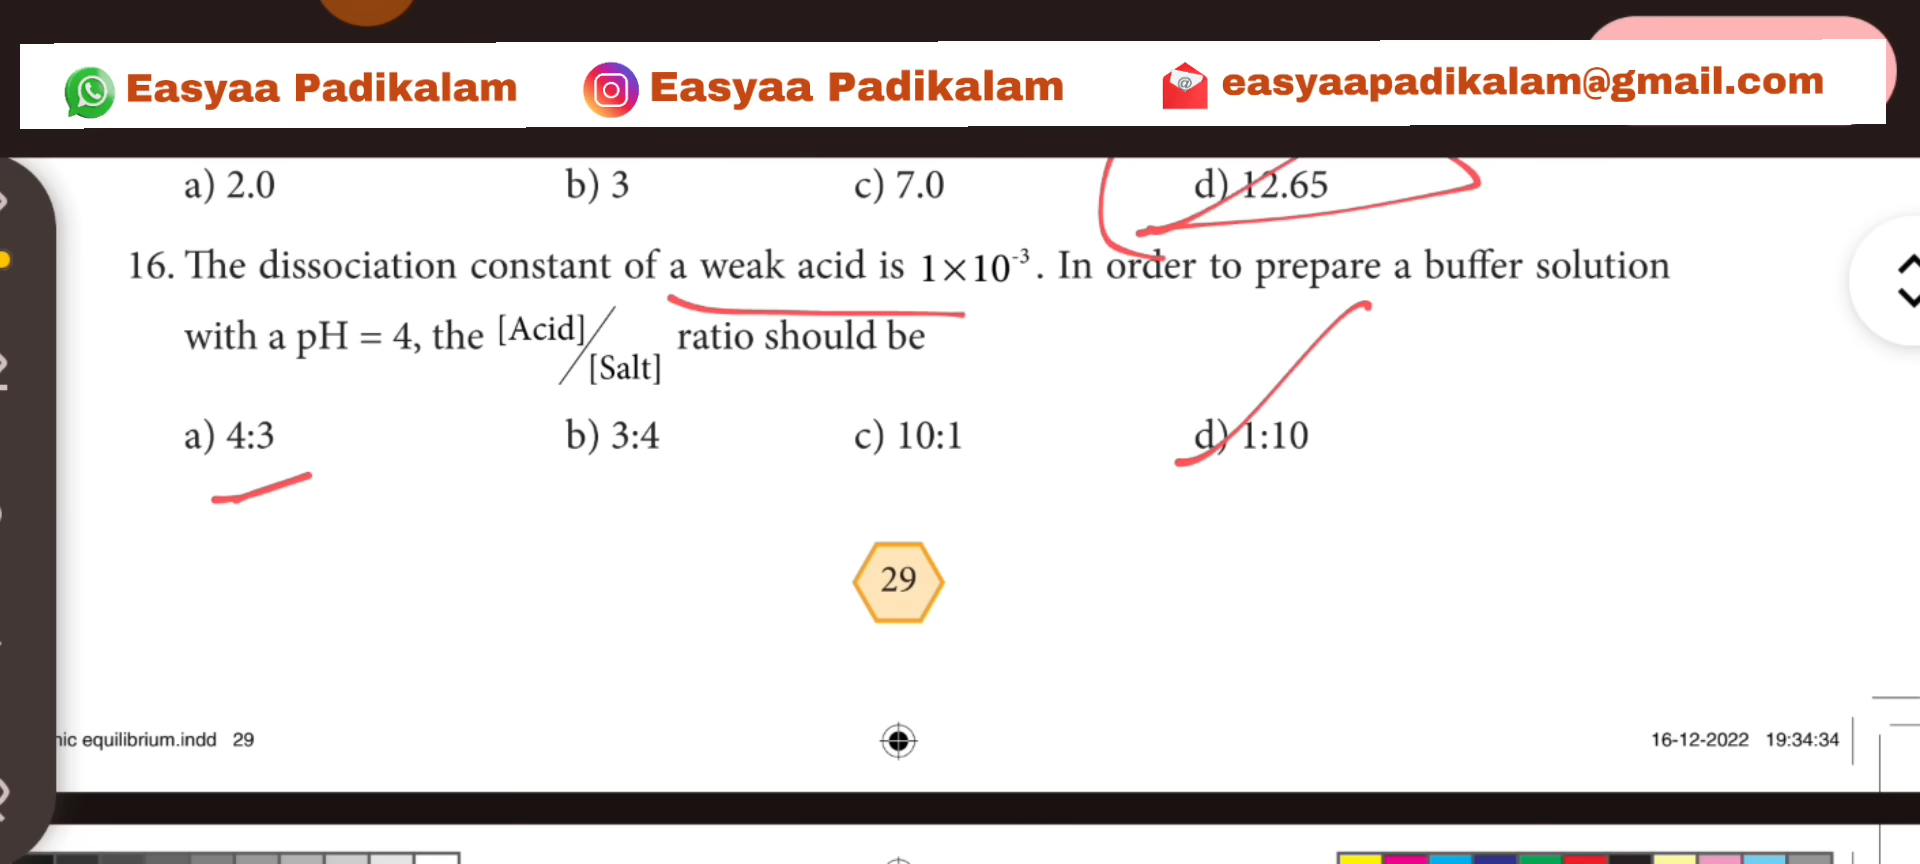 Easyaa Padikalam Easyaa Padikalam easyaapadikalam@gmail.com
a) 2.0 b) 3 c) 7.0 d) 12.65
16. The dissociation constant of a weak acid is 1×10⁻³. In order to prepare a buffer solution
with a pH = 4, the [Acid]/[Salt] ratio should be
a) 4:3 b) 3:4 c) 10:1 d) 1:10
29
nic equilibrium.indd 29 16-12-2022 19:34:34